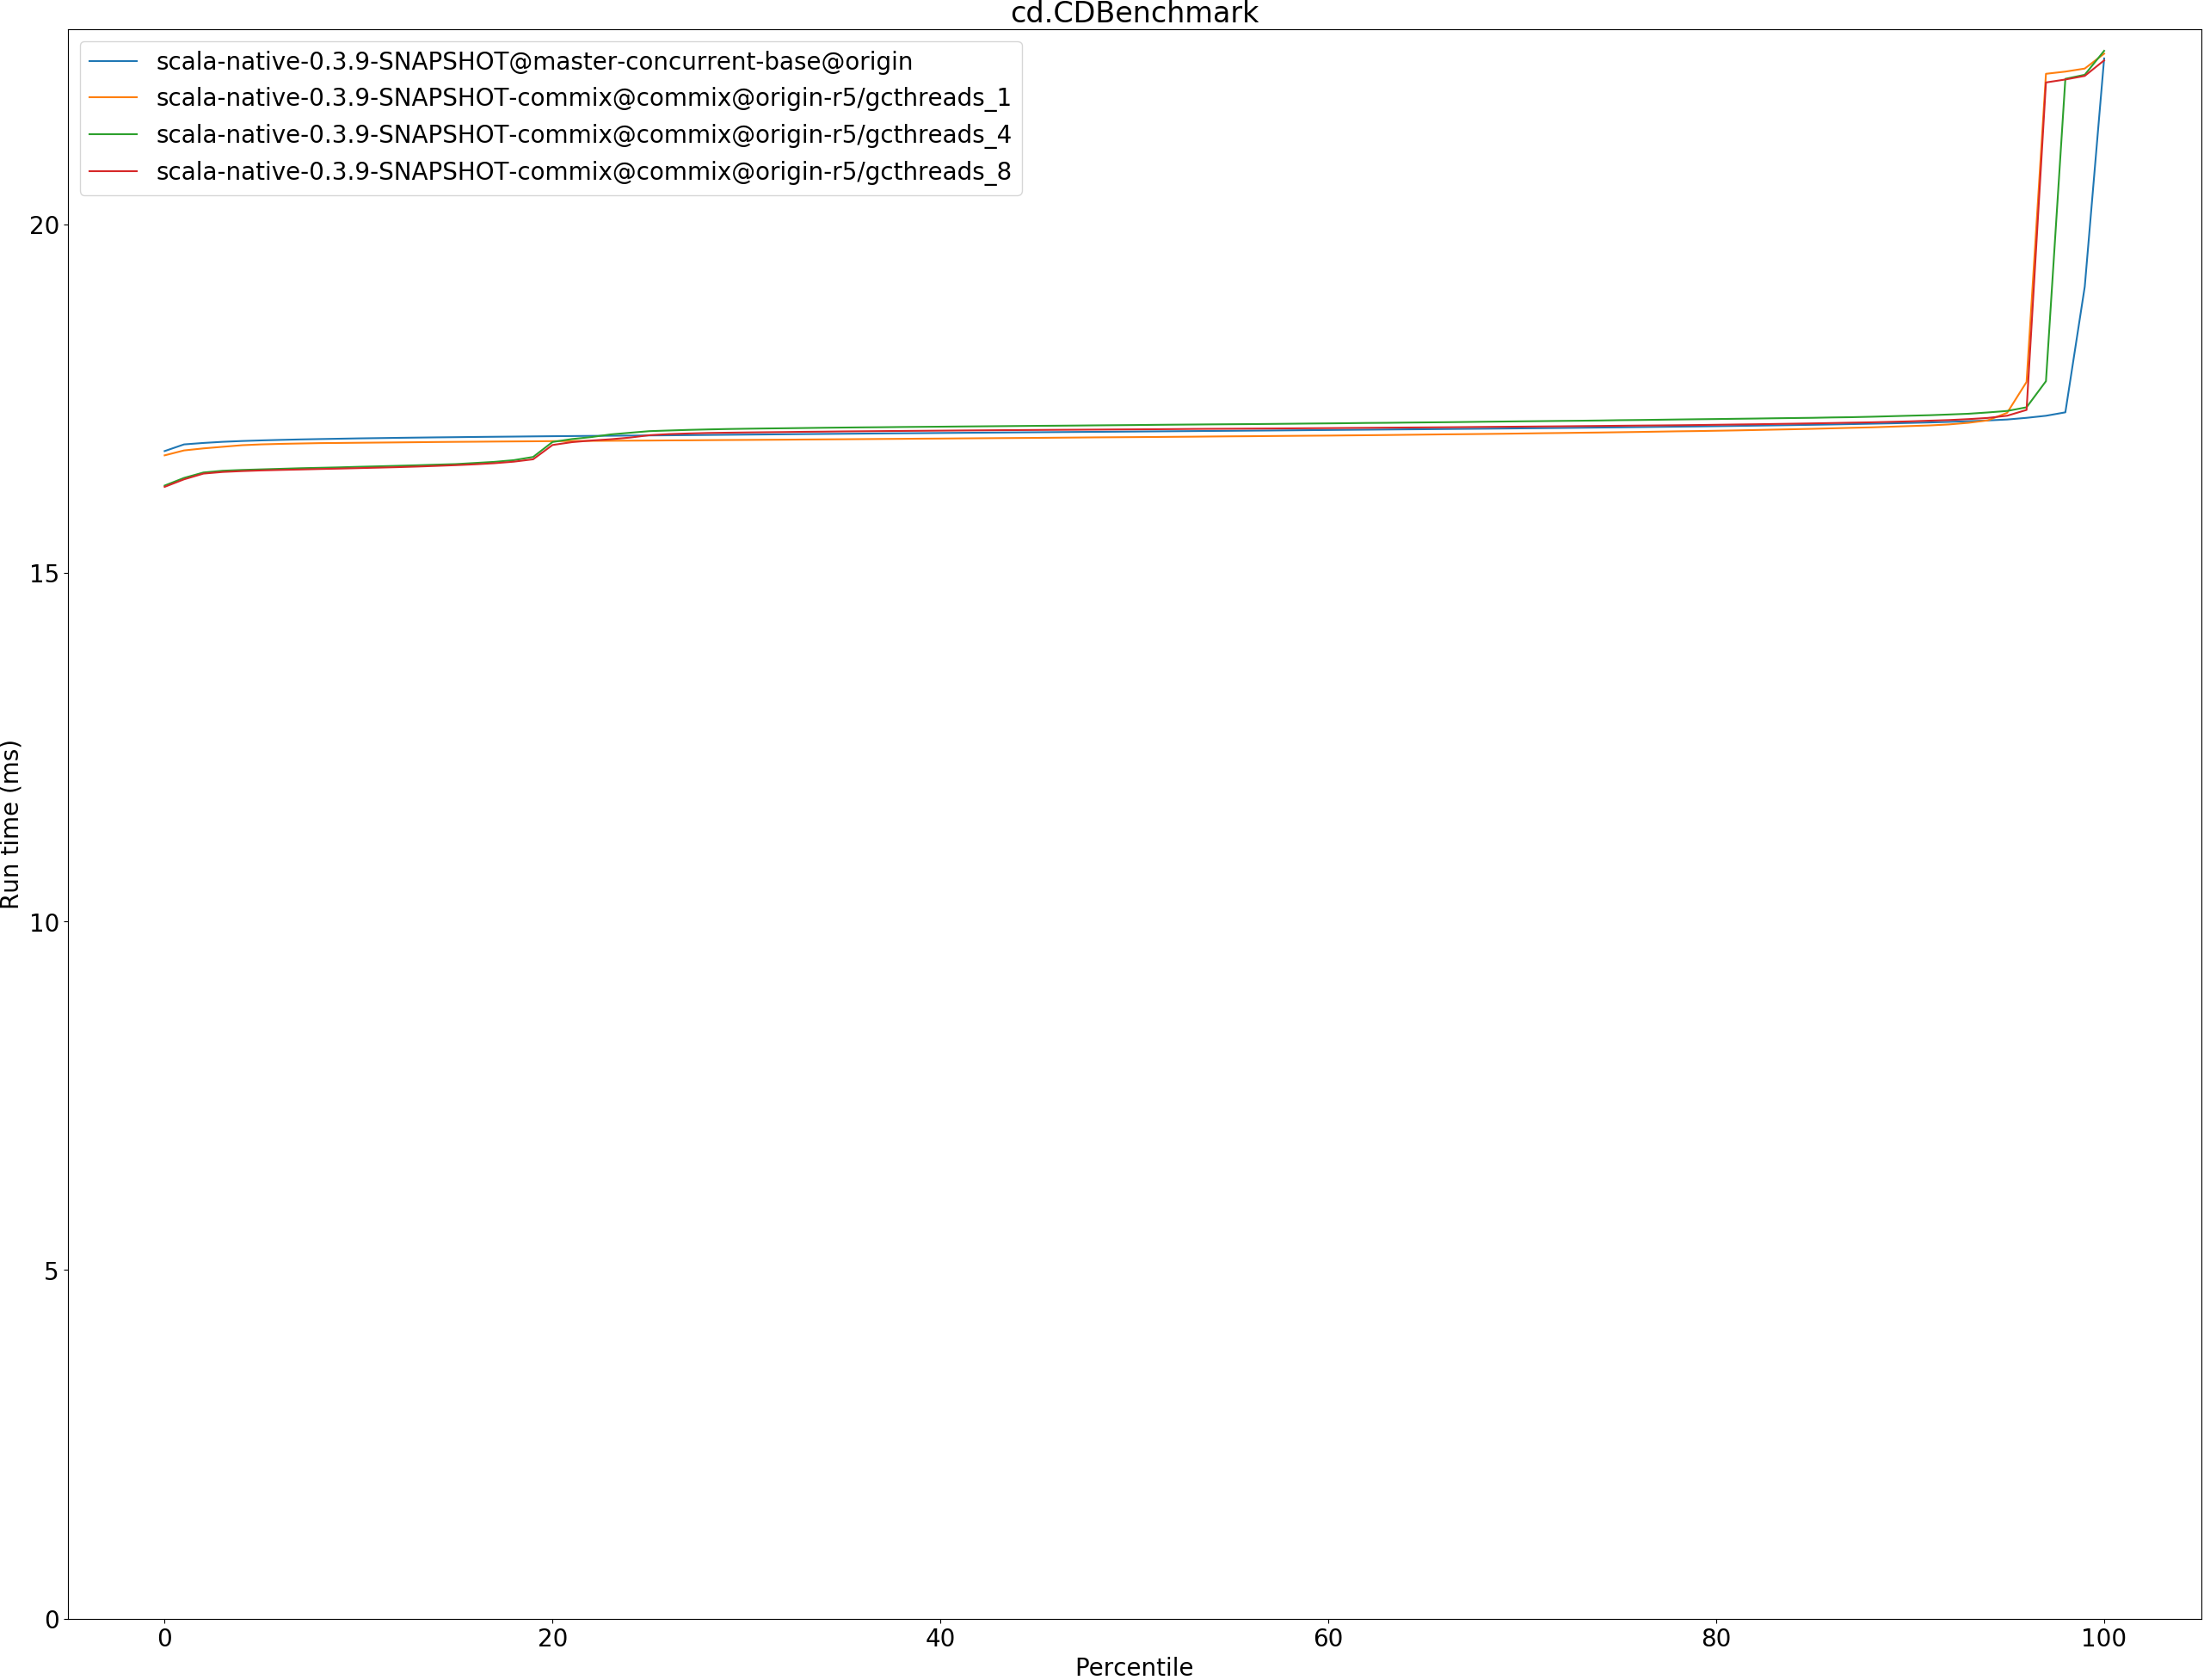 cd.CDBenchmark
scala-native-0.3.9-SNAPSHOT@master-concurrent-base@origin
scala-native-0.3.9-SNAPSHOT-commix@commix@origin-r5/gcthreads_1
scala-native-0.3.9-SNAPSHOT-commix@commix@origin-r5/gcthreads_4
scala-native-0.3.9-SNAPSHOT-commix@commix@origin-r5/gcthreads_8
20
15
10
5
0
Run time (ms)
0 20 40 60 80 100
Percentile